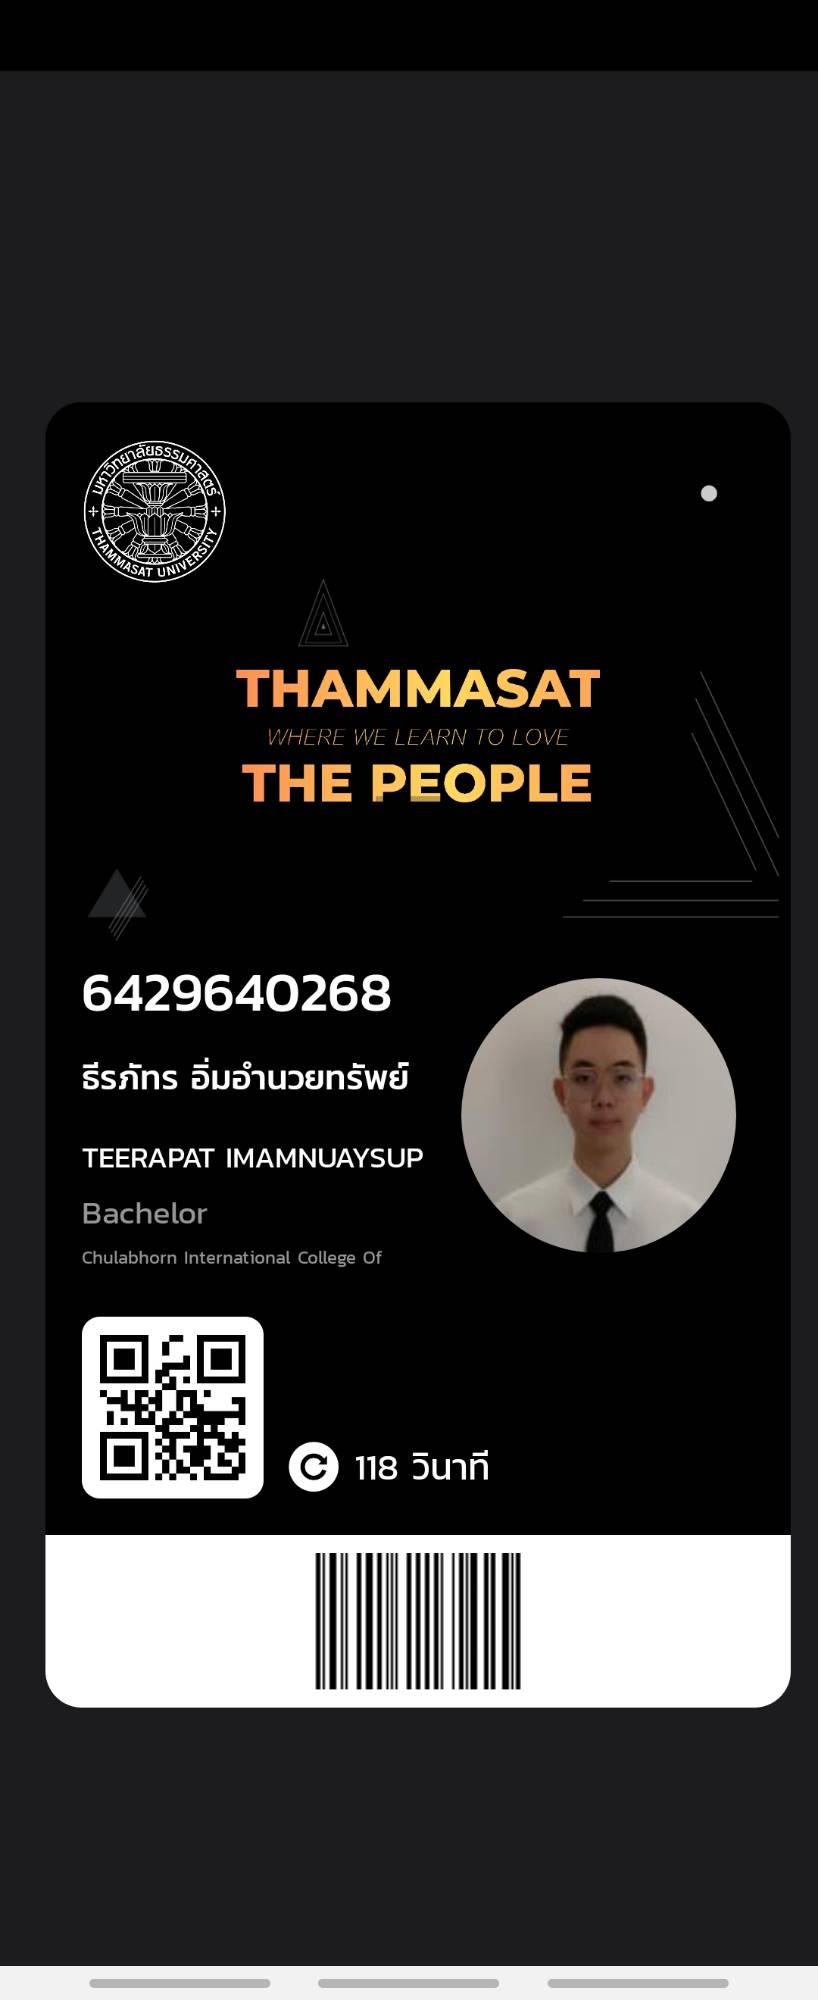 มหาวิทยาลัยธรรมศาสตร์
THAMMASAT UNIVERSITY
THAMMASAT
WHERE WE LEARN TO LOVE
THE PEOPLE
6429640268
ธีรภัทร อิ่มอำนวยทรัพย์
TEERAPAT IMAMNUAYSUP
Bachelor
Chulabhorn International College Of
118 วินาที